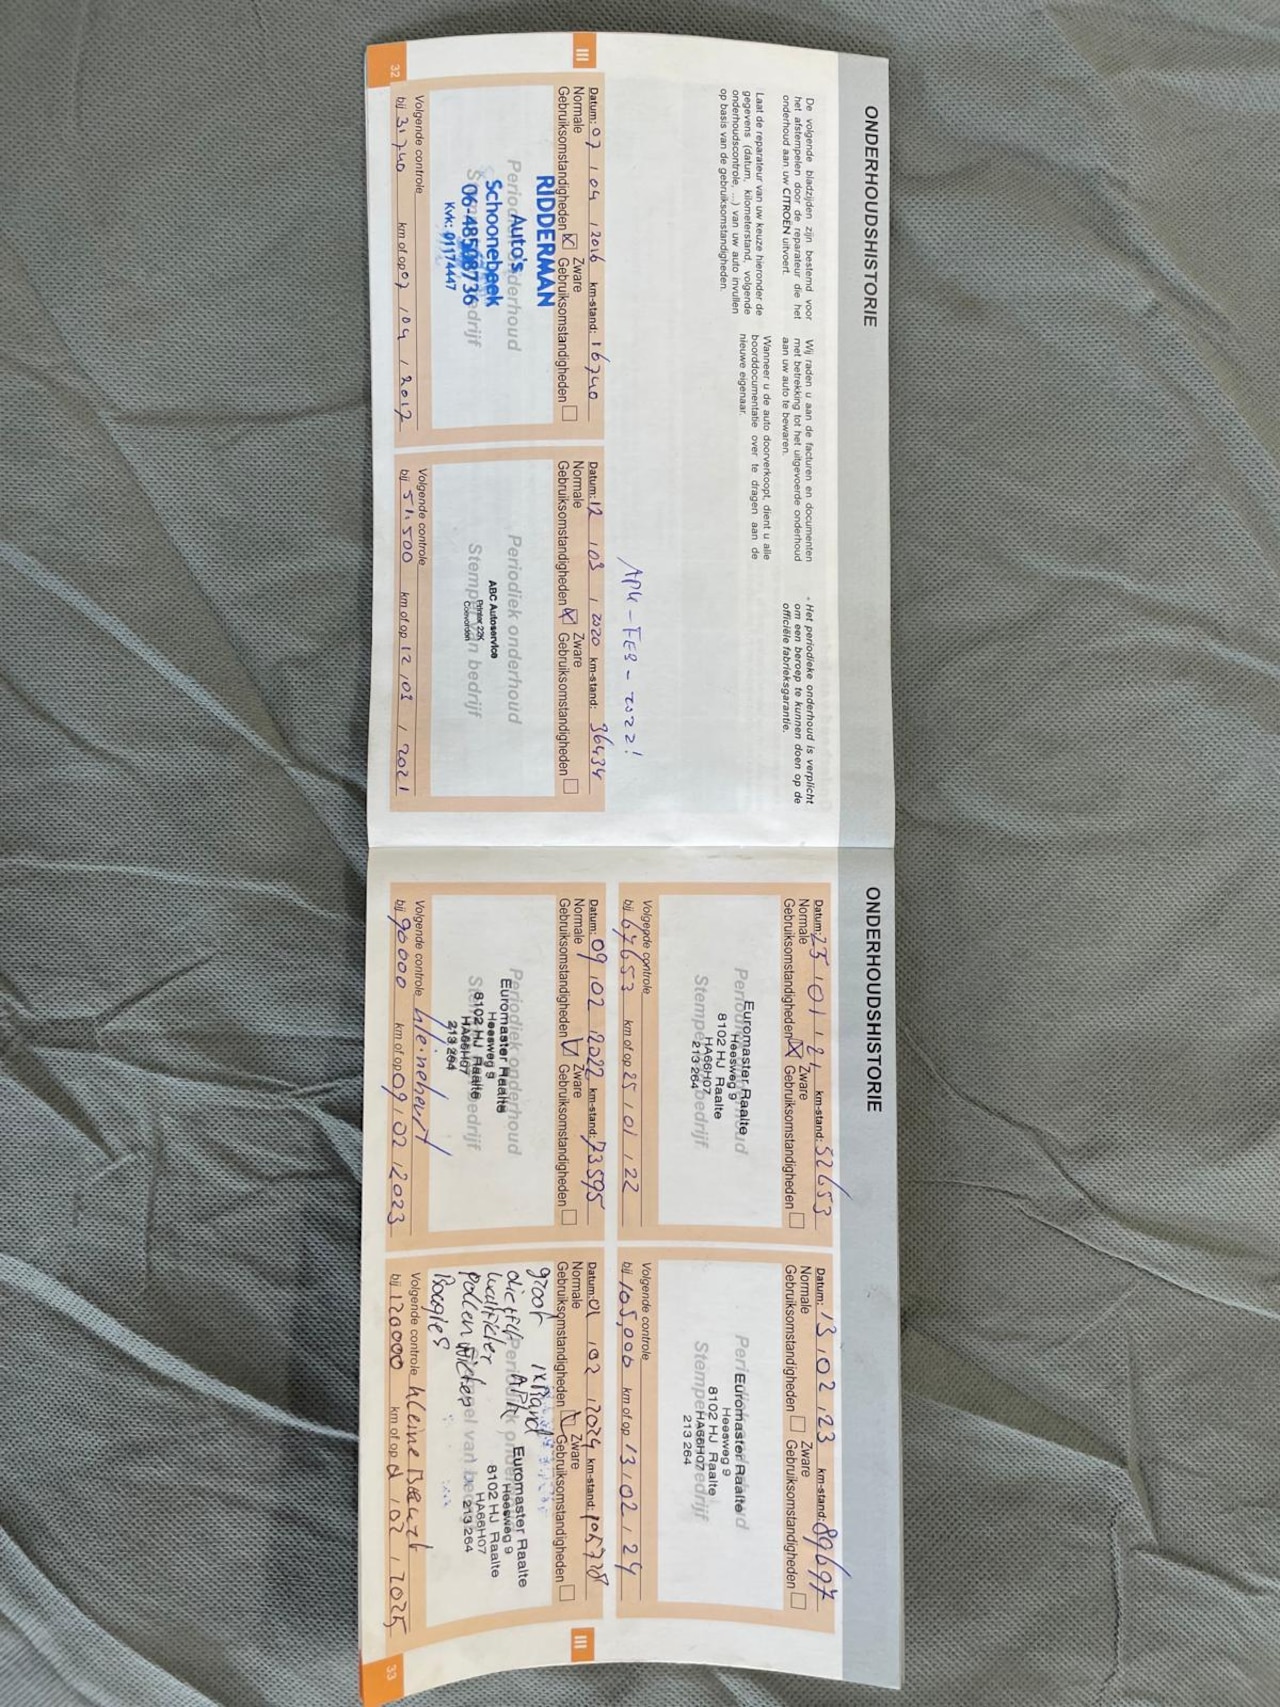 ONDERHOUDSHISTORIE
De volgende bladzijden zijn bestemd voor
het afstempelen door de reparateur die het
onderhoud aan uw CITROËN uitvoert.
Laat de reparateur van uw keuze hieronder de
gegevens (datum, kilometerstand, volgende
onderhoudscontrole, ...) van uw auto invullen
op basis van de gebruiksomstandigheden.
Wij raden u aan de facturen en documenten
met betrekking tot het uitgevoerde onderhoud
aan uw auto te bewaren.
Wanneer u de auto doorverkoopt, dient u alle
boorddocumentatie over te dragen aan de
nieuwe eigenaar.
* Het periodieke onderhoud is verplicht
om een beroep te kunnen doen op de
officiële fabrieksgarantie.
APK - FEB - 2022!
III
Datum: 07 / 04 / 2016 km-stand: 16740
Normale Zware
Gebruiksomstandigheden Gebruiksomstandigheden
Periodiek onderhoud
Stempel van bedrijf
RIDDERMAN
Auto's
Schoonebeek
06-48508736
Kvk: 01174447
Volgende controle
bij 31740 km of op 07 / 04 / 2017
32
Datum: 12 / 03 / 2020 km-stand: 36434
Normale Zware
Gebruiksomstandigheden Gebruiksomstandigheden
Periodiek onderhoud
Stempel van bedrijf
ABC Autoservice
Printer 22K
Coevorden
Volgende controle
bij 51.500 km of op 12 / 03 / 2021
ONDERHOUDSHISTORIE
Datum: 25 / 01 / 21 km-stand: 52653
Normale Zware
Gebruiksomstandigheden Gebruiksomstandigheden
Periodiek onderhoud
Stempel van bedrijf
Euromaster Raalte
Heesweg 9
8102 HJ Raalte
HA66H07
213 264
Volgende controle
bij 67653 km of op 25 / 01 / 22
Datum: 13 / 02 / 23 km-stand: 89697
Normale Zware
Gebruiksomstandigheden Gebruiksomstandigheden
Periodiek onderhoud
Stempel van bedrijf
Euromaster Raalte
Heesweg 9
8102 HJ Raalte
HA66H07
213 264
Volgende controle
bij 105,000 km of op 13 / 02 / 24
Datum: 09 / 02 / 2022 km-stand: 73595
Normale Zware
Gebruiksomstandigheden Gebruiksomstandigheden
Periodiek onderhoud
Stempel van bedrijf
Euromaster Raalte
Heesweg 9
8102 HJ Raalte
HA66H07
213 264
Volgende controle kleinebeurt
bij 90000 km of op 09 / 02 / 2023
III
Datum: 01 / 02 / 2024 km-stand: 105728
Normale Zware
Gebruiksomstandigheden Gebruiksomstandigheden
Periodiek onderhoud
Stempel van bedrijf
groot
APK
Luchtfilter
pollen
Boogies
Euromaster Raalte
Heesweg 9
8102 HJ Raalte
HA66H07
213 264
Volgende controle kleine Beurt
bij 120000 km of op 01 / 02 / 2025
33